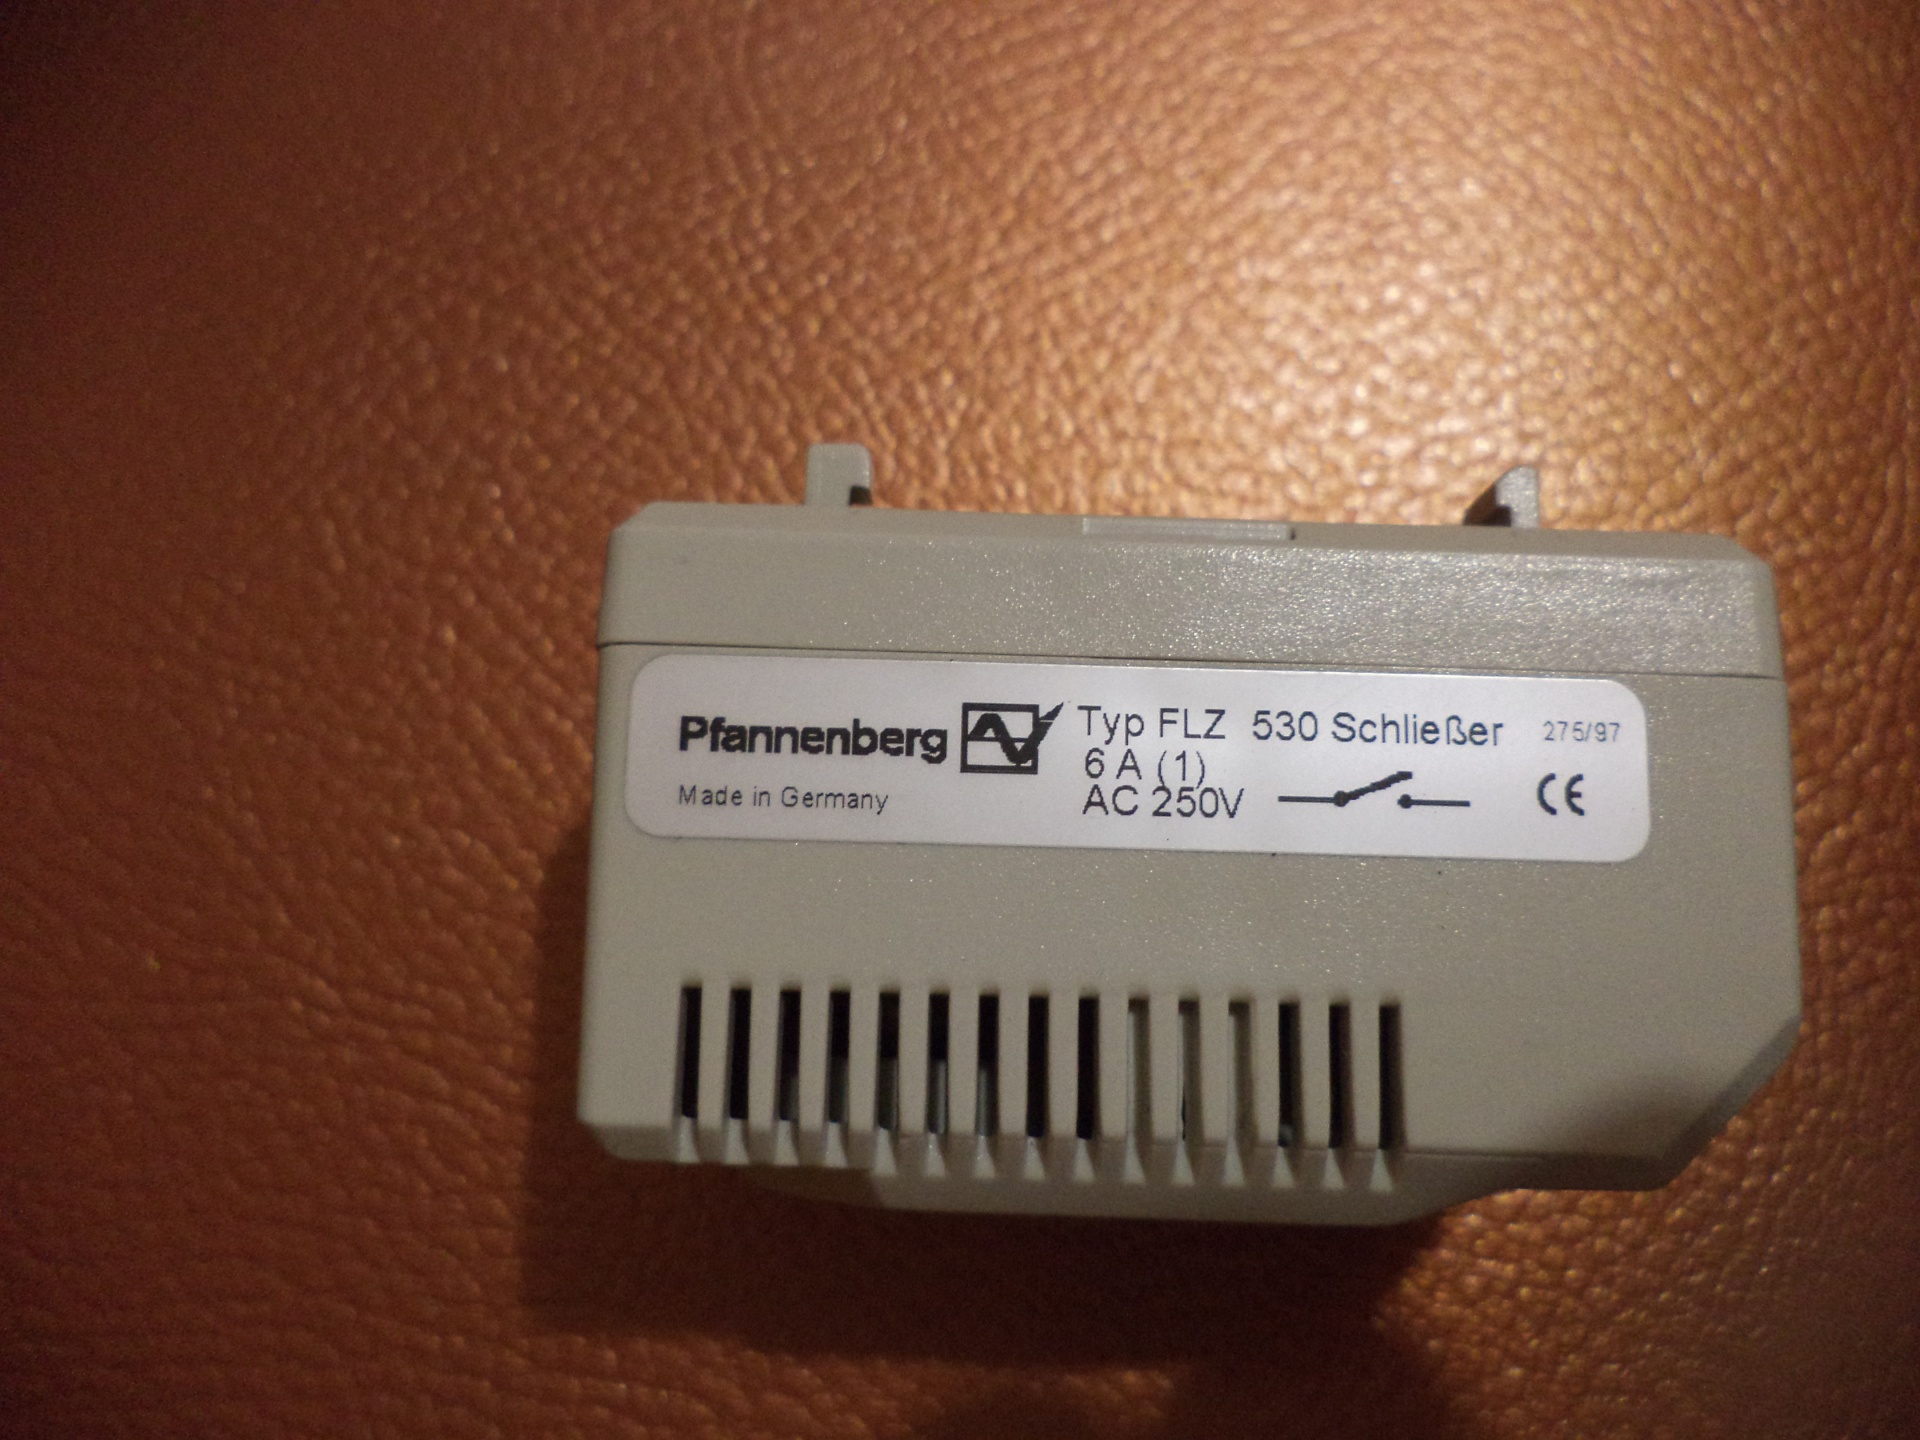 Pfannenberg
Made in Germany
Typ FLZ 530 Schließer
6 A (1)
AC 250V
275/97
CE